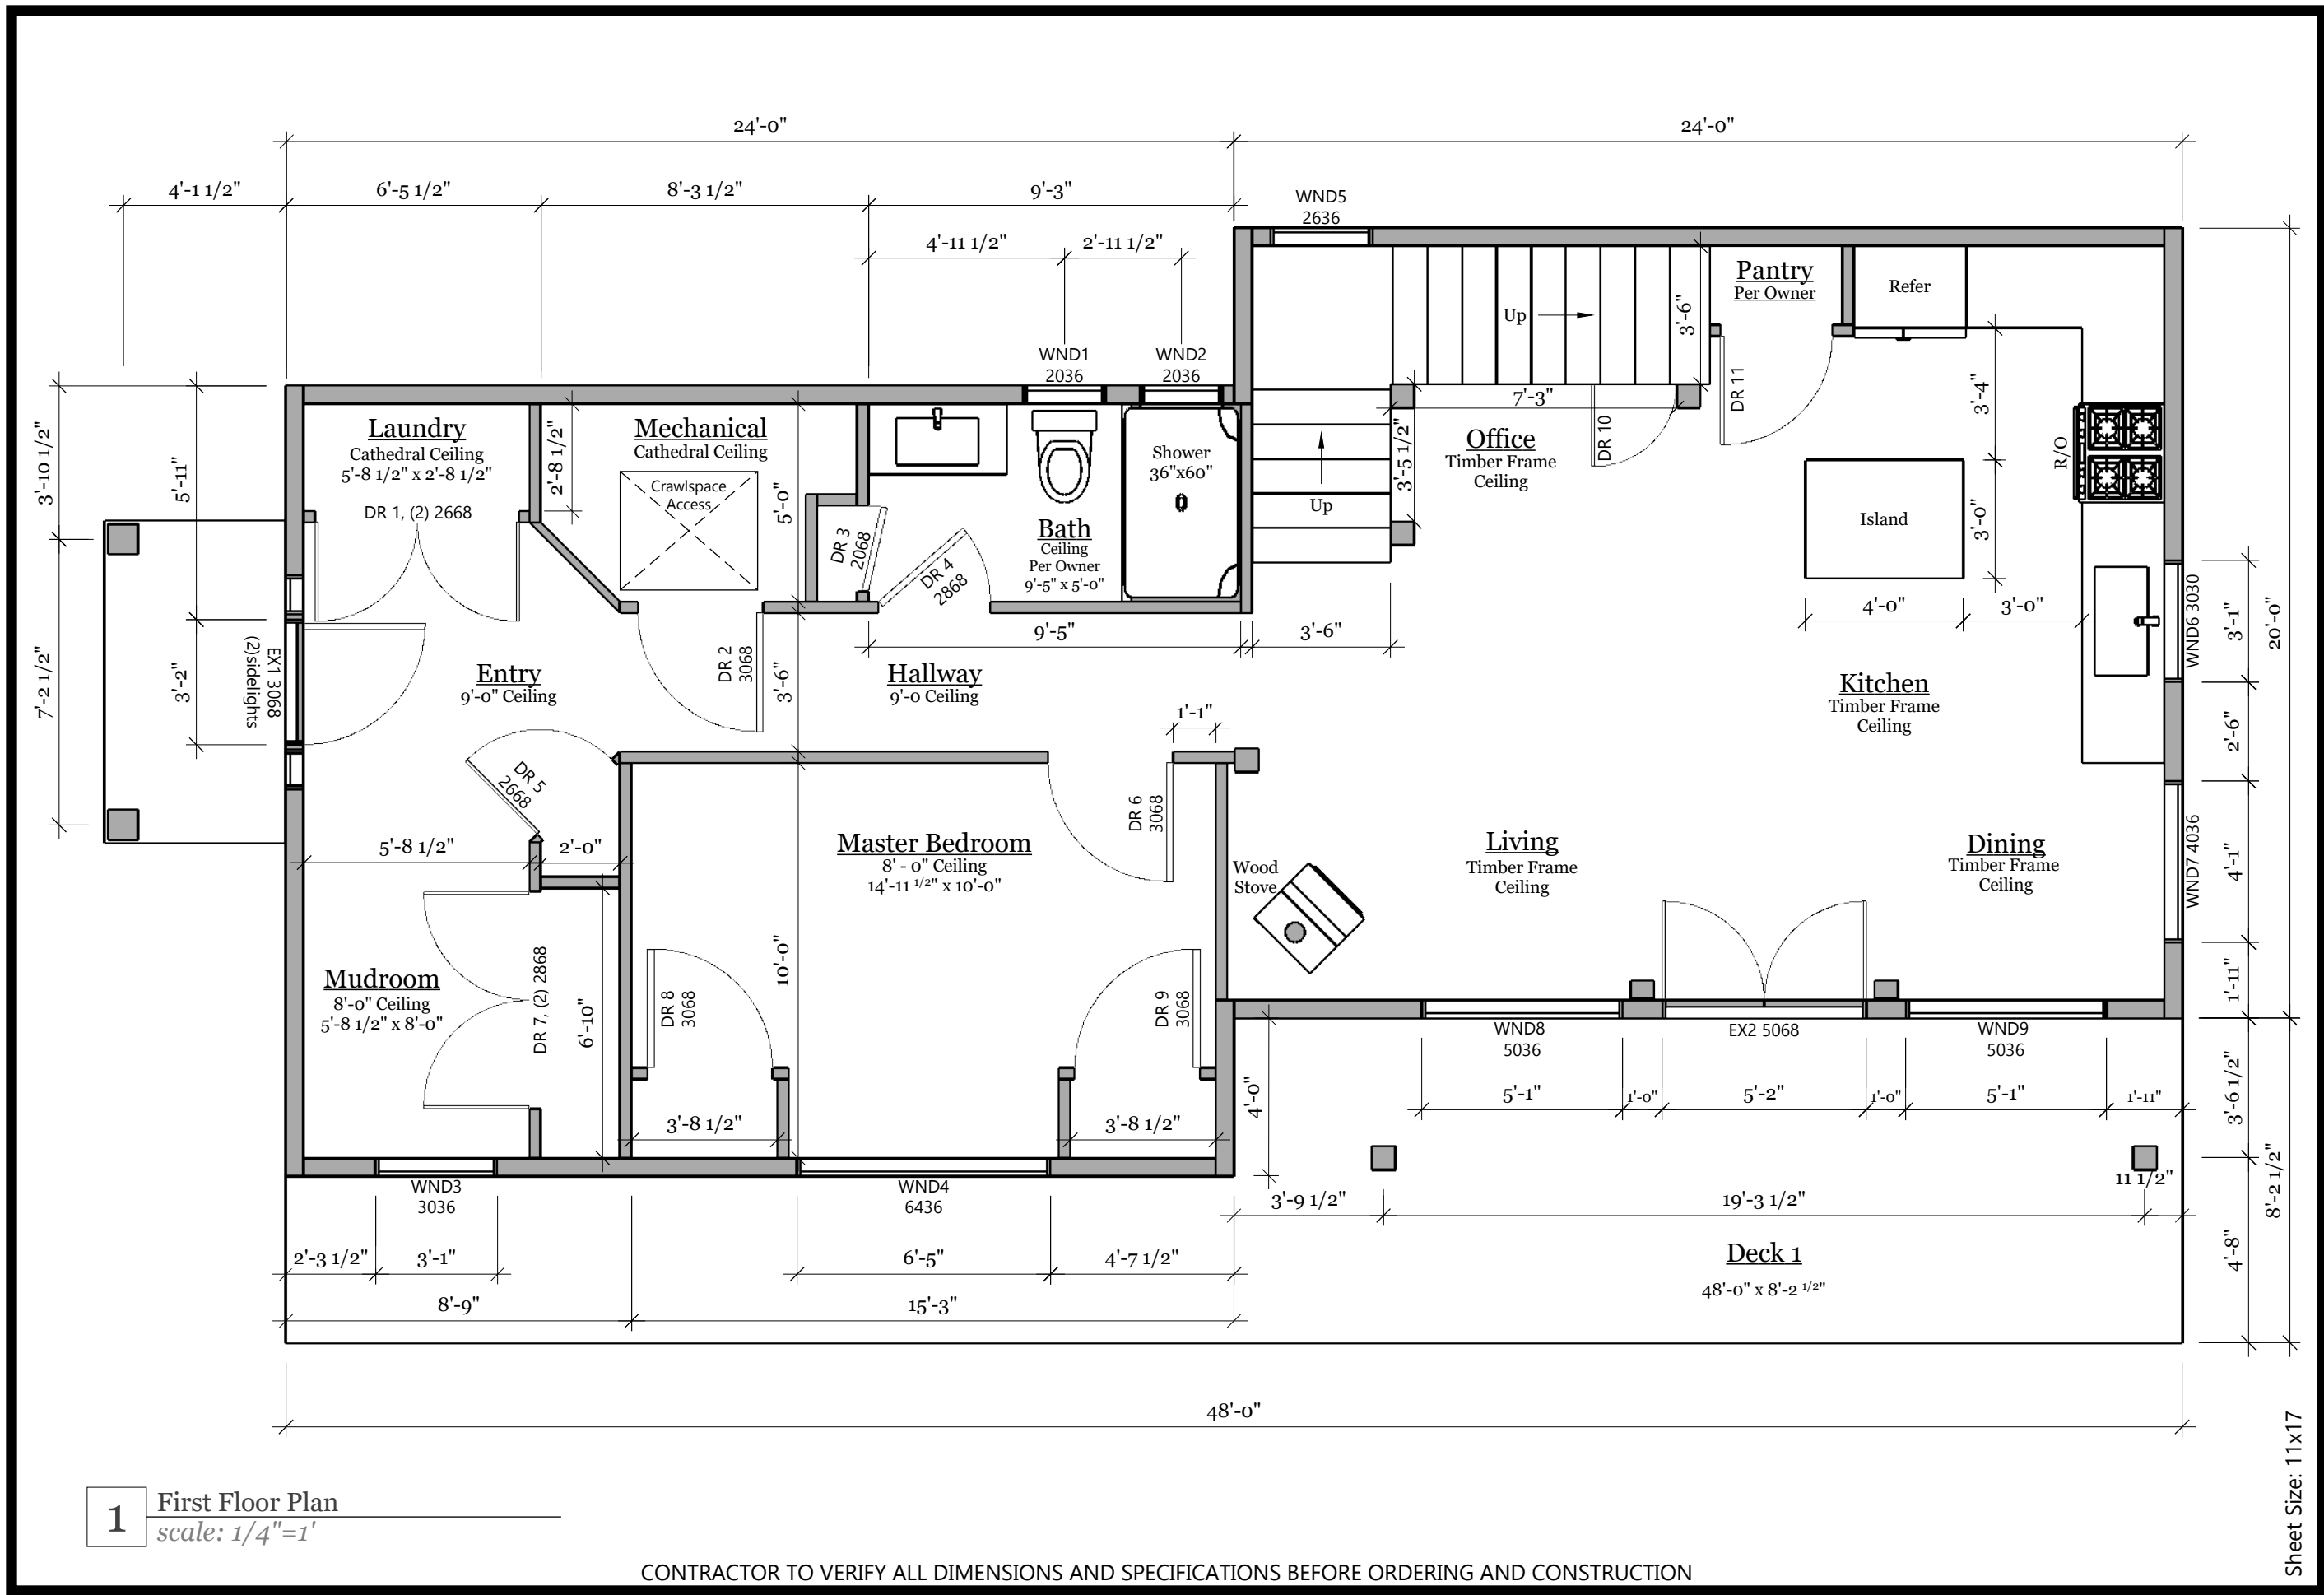 24'-0"
24'-0"
4'-1 1/2"
6'-5 1/2"
8'-3 1/2"
9'-3"
4'-11 1/2"
2'-11 1/2"
WND5
2636
WND1
2036
WND2
2036
Pantry
Per Owner
Refer
Up
3'-6"
DR 11
3'-4"
7'-3"
DR 10
3'-10 1/2"
5'-11"
Laundry
Cathedral Ceiling
5'-8 1/2" x 2'-8 1/2"
DR 1, (2) 2668
2'-8 1/2"
Mechanical
Cathedral Ceiling
Crawlspace
Access
5'-0"
DR 3
2068
DR 4
2868
Bath
Ceiling
Per Owner
9'-5" x 5'-0"
Shower
36"x60"
Up
3'-5 1/2"
Office
Timber Frame
Ceiling
R/O
Island
3'-0"
4'-0"
3'-0"
WND6 3030
3'-1"
20'-0"
7'-2 1/2"
3'-2"
EX1 3068
(2)sidelights
Entry
9'-0" Ceiling
DR 2
3068
3'-6"
Hallway
9'-0 Ceiling
9'-5"
3'-6"
1'-1"
Kitchen
Timber Frame
Ceiling
2'-6"
DR 5
2668
5'-8 1/2"
2'-0"
Master Bedroom
8' - 0" Ceiling
14'-11 1/2" x 10'-0"
DR 6
3068
Wood
Stove
Living
Timber Frame
Ceiling
Dining
Timber Frame
Ceiling
WND7 4036
4'-1"
1'-11"
Mudroom
8'-0" Ceiling
5'-8 1/2" x 8'-0"
DR 7, (2) 2868
6'-10"
DR 8
3068
10'-0"
DR 9
3068
3'-8 1/2"
3'-8 1/2"
4'-0"
WND8
5036
EX2 5068
WND9
5036
5'-1"
1'-0"
5'-2"
1'-0"
5'-1"
1'-11"
3'-6 1/2"
WND3
3036
WND4
6436
3'-9 1/2"
19'-3 1/2"
11 1/2"
8'-2 1/2"
2'-3 1/2"
3'-1"
6'-5"
4'-7 1/2"
Deck 1
48'-0" x 8'-2 1/2"
4'-8"
8'-9"
15'-3"
48'-0"
1
First Floor Plan
scale: 1/4"=1'
CONTRACTOR TO VERIFY ALL DIMENSIONS AND SPECIFICATIONS BEFORE ORDERING AND CONSTRUCTION
Sheet Size: 11x17